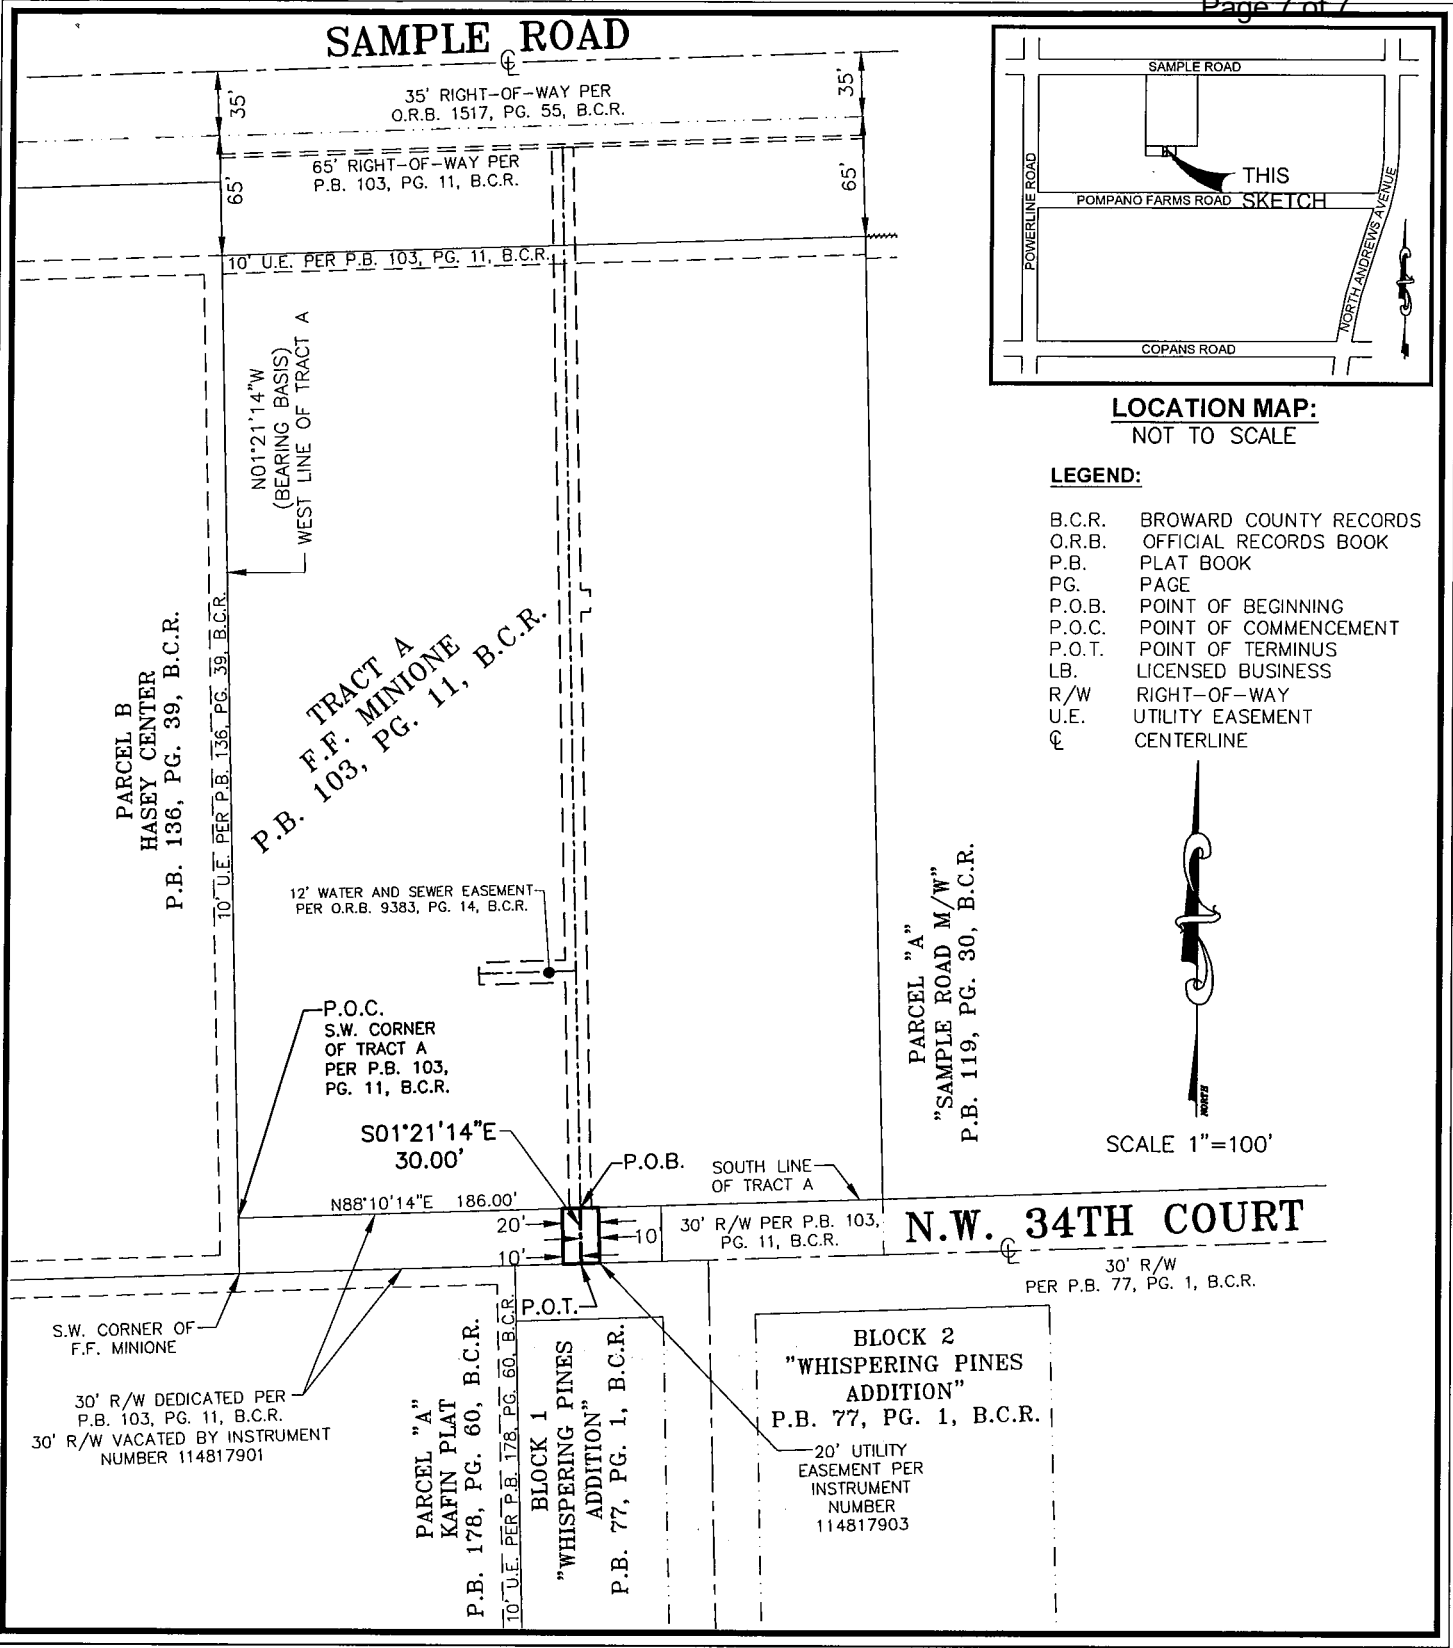 Page 7 of 7
SAMPLE ROAD
℄
35'
35' RIGHT-OF-WAY PER
O.R.B. 1517, PG. 55, B.C.R.
35'
65'
65' RIGHT-OF-WAY PER
P.B. 103, PG. 11, B.C.R.
65'
10' U.E. PER P.B. 103, PG. 11, B.C.R.
N01°21'14"W
(BEARING BASIS)
WEST LINE OF TRACT A
SAMPLE ROAD
POWERLINE ROAD
THIS
SKETCH
POMPANO FARMS ROAD
NORTH ANDREWS AVENUE
COPANS ROAD
LOCATION MAP:
NOT TO SCALE
LEGEND:
B.C.R. BROWARD COUNTY RECORDS
O.R.B. OFFICIAL RECORDS BOOK
P.B. PLAT BOOK
PG. PAGE
P.O.B. POINT OF BEGINNING
P.O.C. POINT OF COMMENCEMENT
P.O.T. POINT OF TERMINUS
LB. LICENSED BUSINESS
R/W RIGHT-OF-WAY
U.E. UTILITY EASEMENT
℄ CENTERLINE
NORTH
SCALE 1"=100'
PARCEL B
HASEY CENTER
P.B. 136, PG. 39, B.C.R.
10' U.E. PER P.B. 136, PG. 39, B.C.R.
TRACT A
F.F. MINIONE
P.B. 103, PG. 11, B.C.R.
12' WATER AND SEWER EASEMENT
PER O.R.B. 9383, PG. 14, B.C.R.
PARCEL "A"
"SAMPLE ROAD M/W"
P.B. 119, PG. 30, B.C.R.
P.O.C.
S.W. CORNER
OF TRACT A
PER P.B. 103,
PG. 11, B.C.R.
S01°21'14"E
30.00'
P.O.B.
SOUTH LINE
OF TRACT A
N88°10'14"E 186.00'
20'
10'
10'
30' R/W PER P.B. 103,
PG. 11, B.C.R.
N.W. 34TH COURT
℄
30' R/W
PER P.B. 77, PG. 1, B.C.R.
P.O.T.
S.W. CORNER OF
F.F. MINIONE
30' R/W DEDICATED PER
P.B. 103, PG. 11, B.C.R.
30' R/W VACATED BY INSTRUMENT
NUMBER 114817901
PARCEL "A"
KAFIN PLAT
P.B. 178, PG. 60, B.C.R.
10' U.E. PER P.B. 178, PG. 60, B.C.R.
BLOCK 1
"WHISPERING PINES
ADDITION"
P.B. 77, PG. 1, B.C.R.
BLOCK 2
"WHISPERING PINES
ADDITION"
P.B. 77, PG. 1, B.C.R.
20' UTILITY
EASEMENT PER
INSTRUMENT
NUMBER
114817903